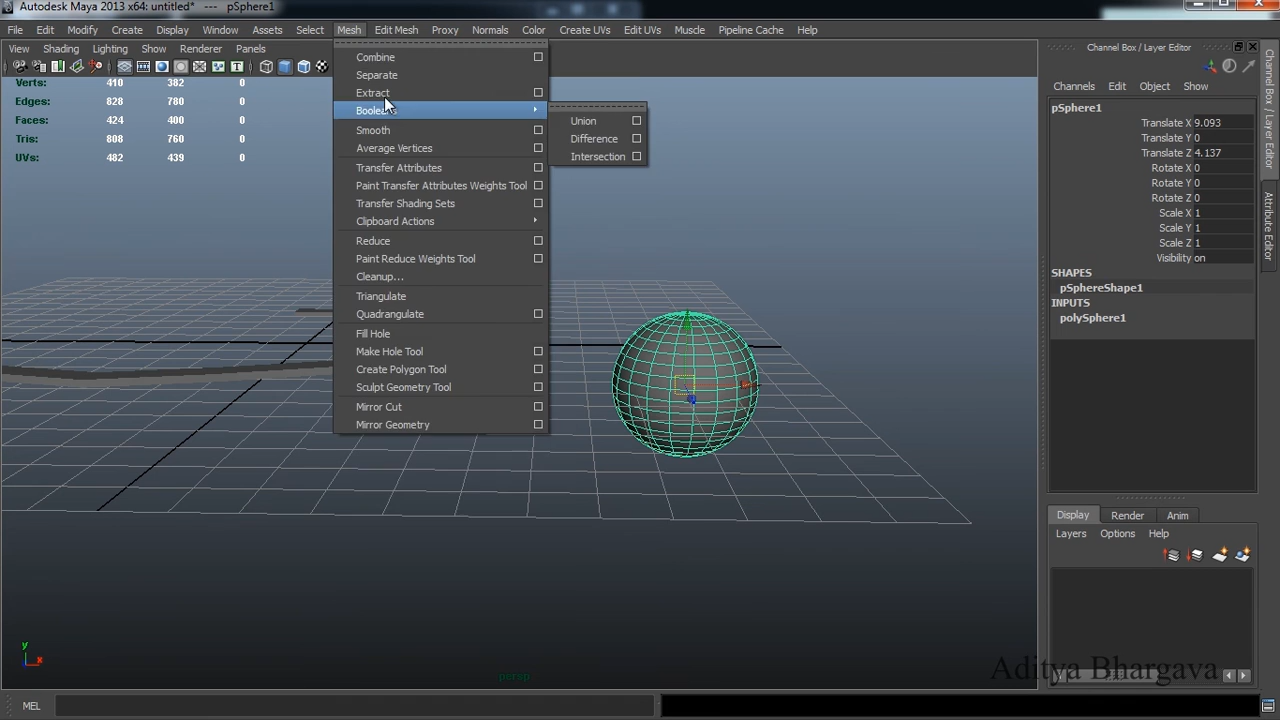 Autodesk Maya 2013 x64: untitled* --- pSphere1
File Edit Modify Display Window Assets Select Mesh Edit Mesh Proxy Normals Color Create UVs Edit UVs Muscle Pipeline Cache Help
View Shading Lighting Show Renderer Panels
Verts: 410 382 0
Edges: 828 780 0
Faces: 424 400 0
Tris: 808 760 0
UVs: 482 439 0
Combine
Separate
Extract
Smooth
Average Vertices
Transfer Attributes
Paint Transfer Attributes Weights Tool
Transfer Shading Sets
Clipboard Actions
Reduce
Paint Reduce Weights Tool
Cleanup...
Triangulate
Quadrangulate
Fill Hole
Make Hole Tool
Create Polygon Tool
Sculpt Geometry Tool
Mirror Cut
Mirror Geometry
Union
Difference
Intersection
Channel Box / Layer Editor
Channels Edit Object Show
pSphere1
Translate X 9.093
Translate Y 0
Translate Z 4.137
Rotate X 0
Rotate Y 0
Rotate Z 0
Scale X 1
Scale Y 1
Scale Z 1
Visibility on
SHAPES
pSphereShape1
INPUTS
polySphere1
Display Render Anim
Layers Options Help
Channel Box / Layer Editor
Attribute Editor
y
x
persp
Aditya Bhargava
MEL